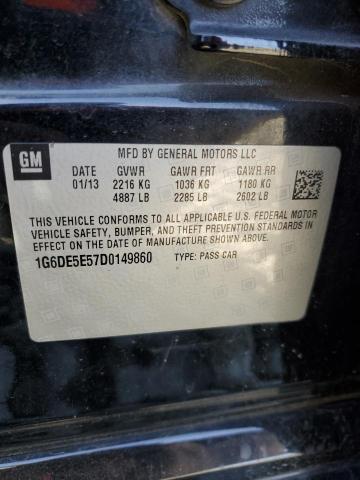 GM
MFD BY GENERAL MOTORS LLC
DATE GVWR GAWR FRT GAWR RR
01/13 2216 KG 1036 KG 1180 KG
4887 LB 2285 LB 2602 LB
THIS VEHICLE CONFORMS TO ALL APPLICABLE U.S. FEDERAL MOTOR
VEHICLE SAFETY, BUMPER, AND THEFT PREVENTION STANDARDS IN
EFFECT ON THE DATE OF MANUFACTURE SHOWN ABOVE.
1G6DE5E57D0149860 TYPE: PASS CAR